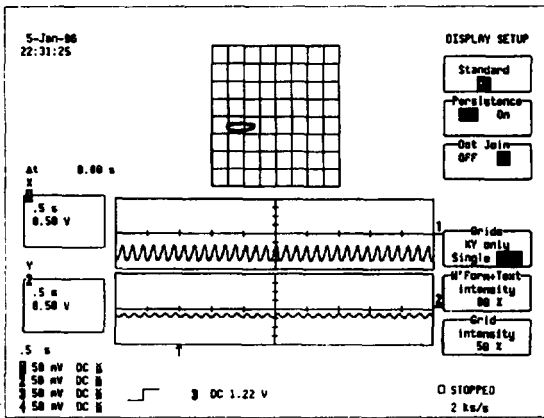 5-Jan-86
22:31:25
DISPLAY SETUP
Standard
Persistence
On
Dot Join
OFF
Δt 0.00 s
X
.5 s
0.50 V
1
Grids
XY only
Single
Y
2
.5 s
0.50 V
2
W'Form+Text
intensity
80 %
Grid
intensity
50 %
.5 s
50 mV DC
50 mV DC
50 mV DC
4 50 mV DC
3 DC 1.22 V
STOPPED
2 ks/s